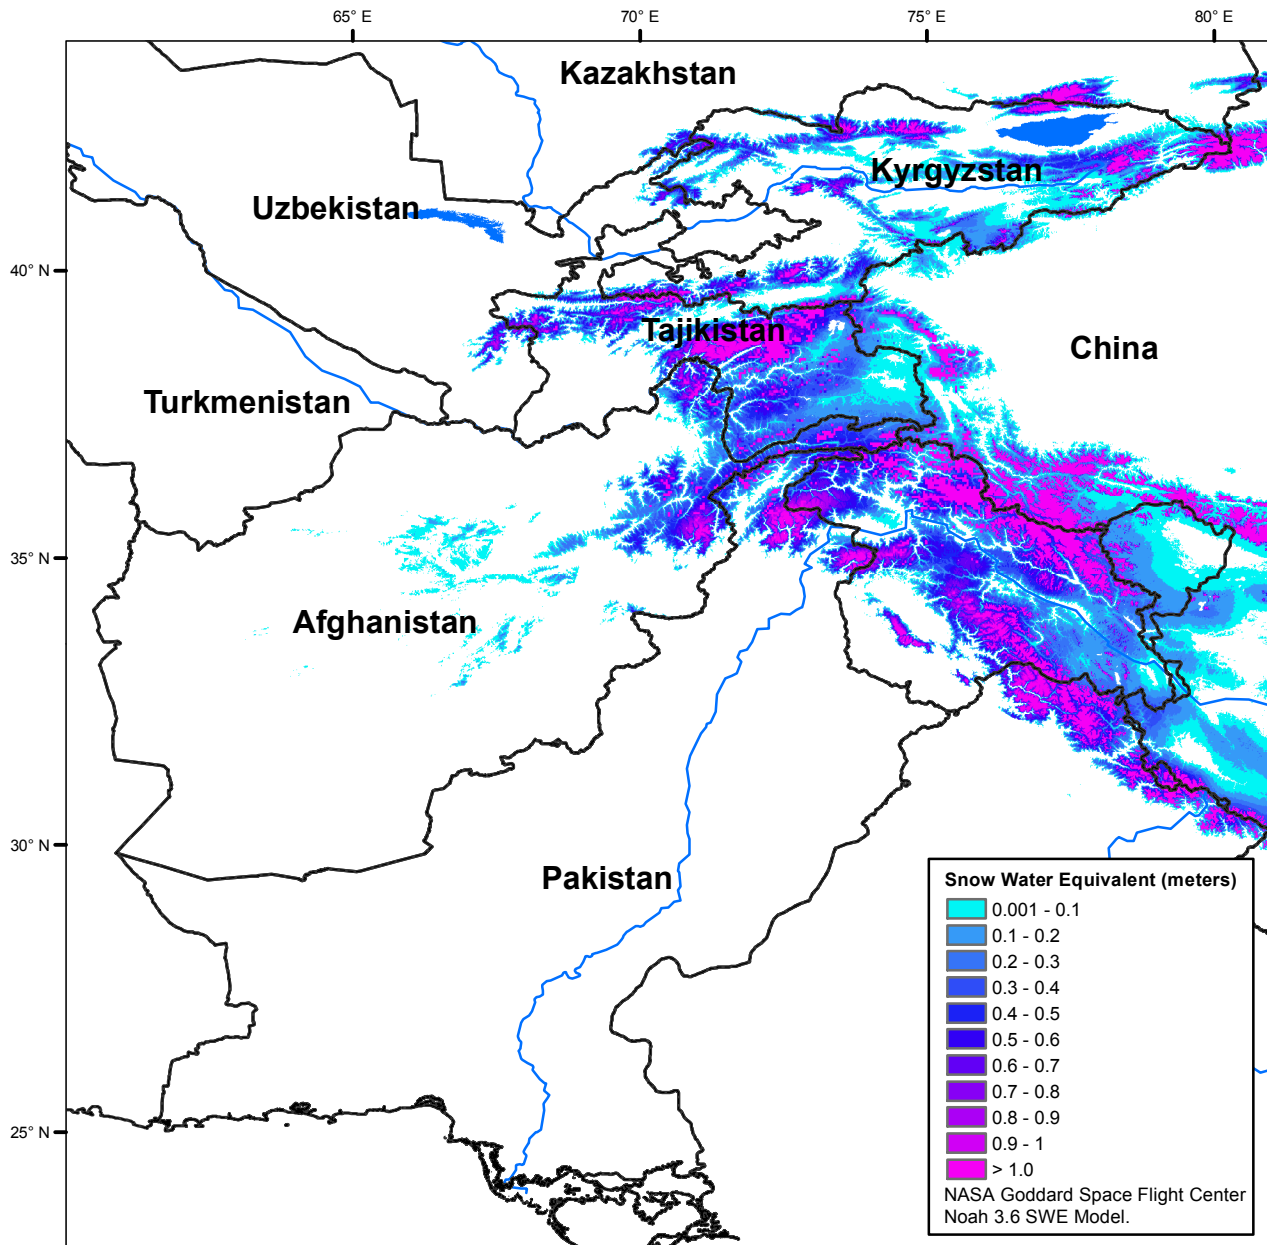 65° E
70° E
75° E
80° E
Kazakhstan
Kyrgyzstan
Uzbekistan
40° N
Tajikistan
China
Turkmenistan
35° N
Afghanistan
30° N
Pakistan
25° N
Snow Water Equivalent (meters)
0.001 - 0.1
0.1 - 0.2
0.2 - 0.3
0.3 - 0.4
0.4 - 0.5
0.5 - 0.6
0.6 - 0.7
0.7 - 0.8
0.8 - 0.9
0.9 - 1
> 1.0
NASA Goddard Space Flight Center
Noah 3.6 SWE Model.